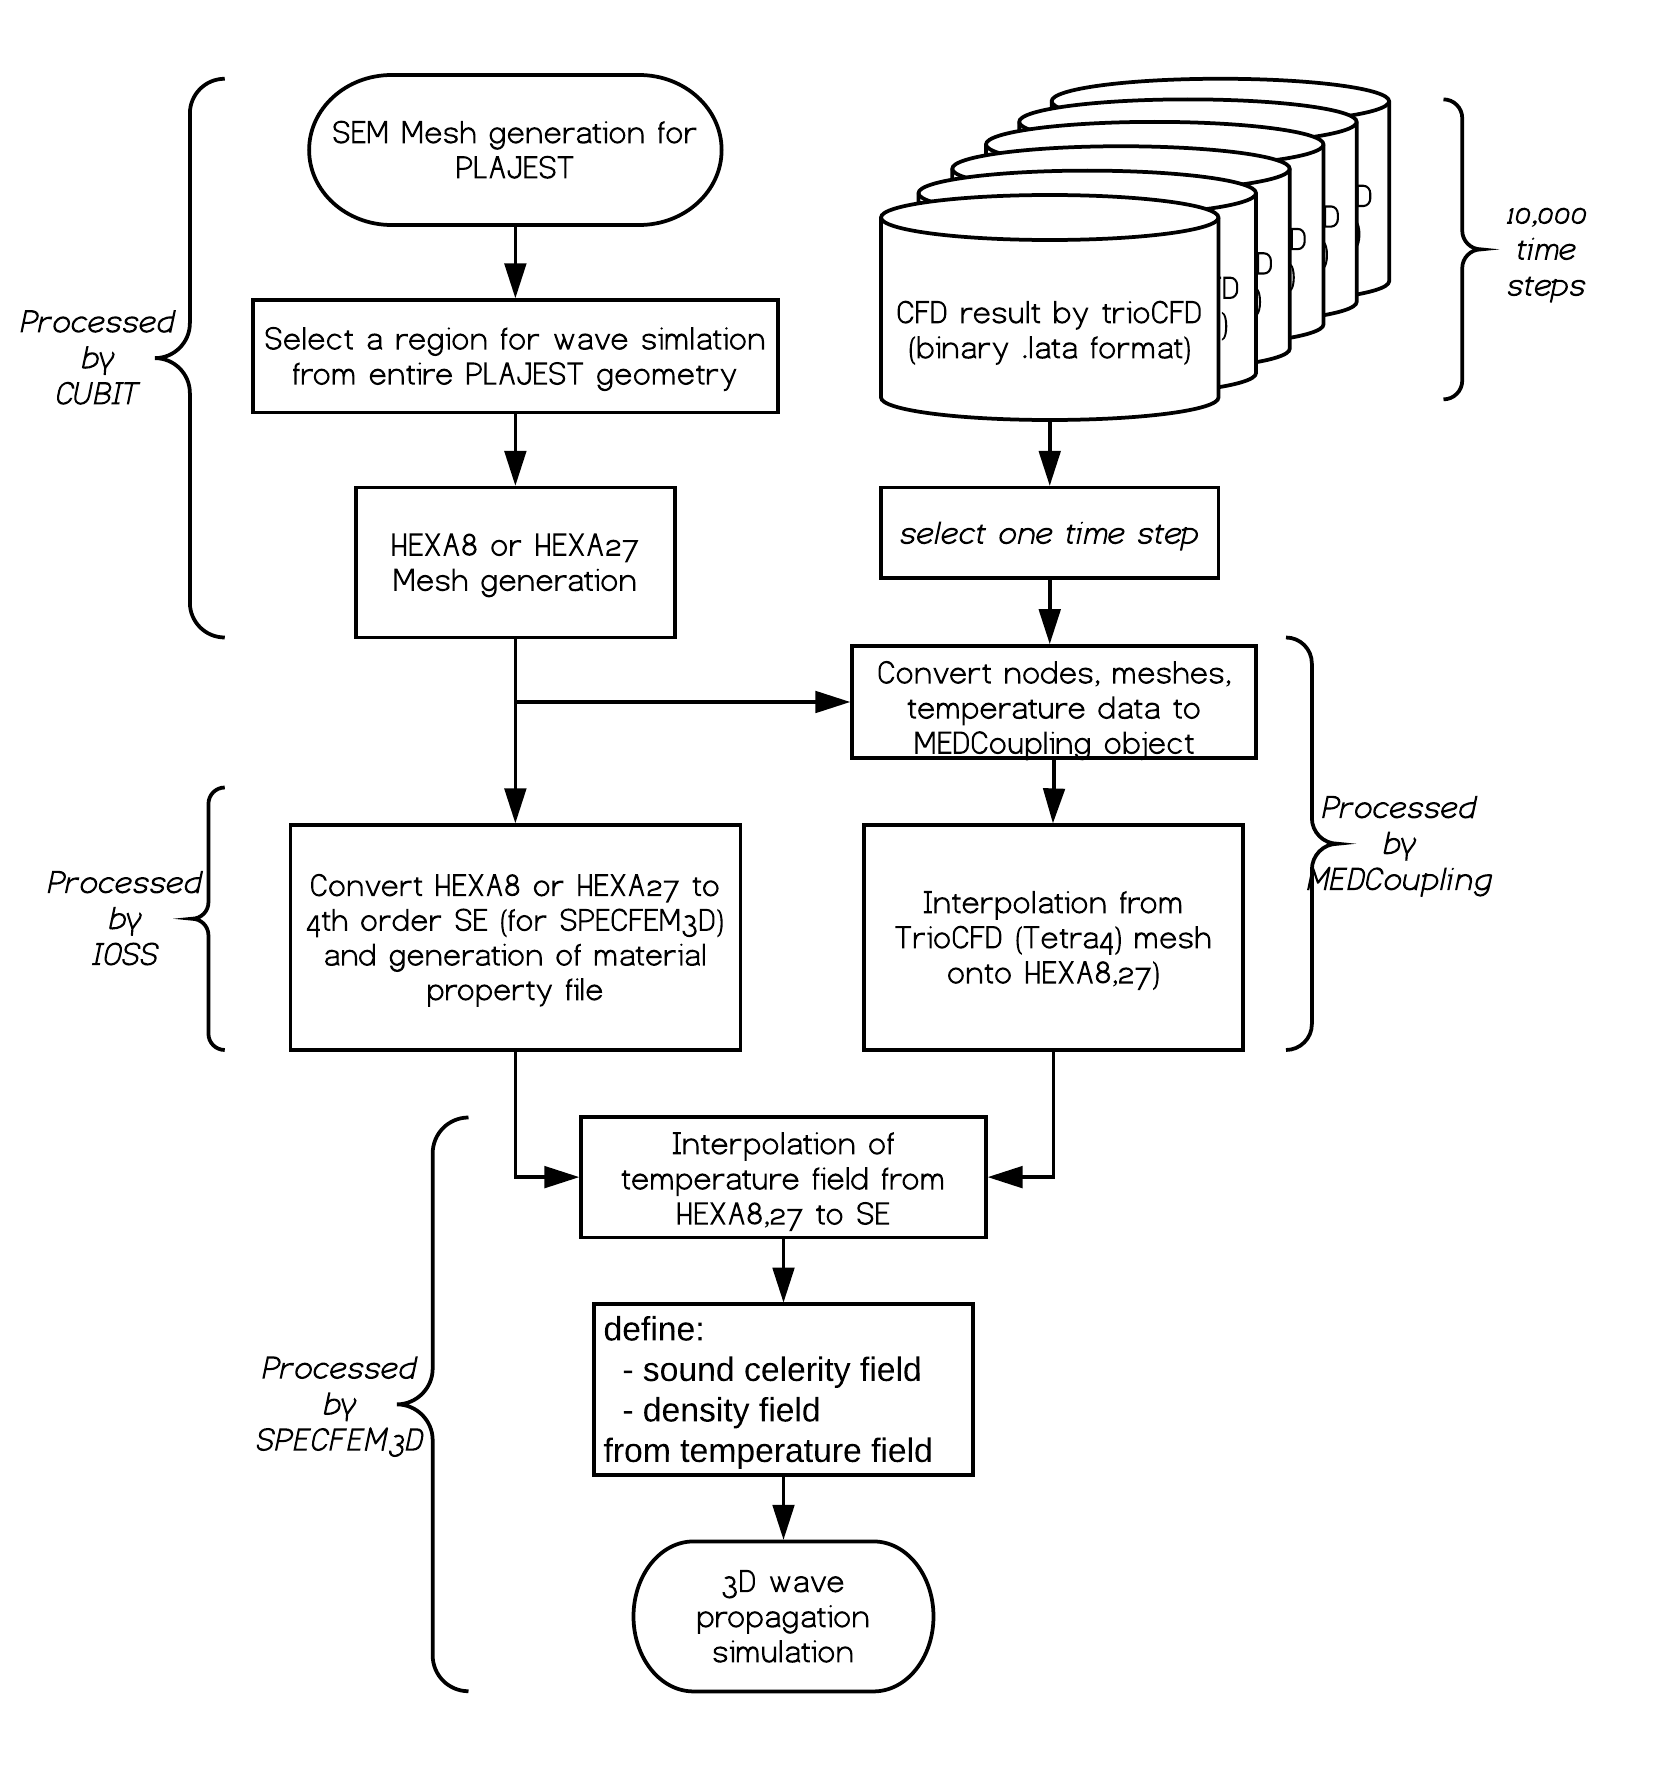 SEM Mesh generation for
PLAJEST
Select a region for wave simlation
from entire PLAJEST geometry
HEXA8 or HEXA27
Mesh generation
Processed
by
CUBIT
CFD result by trioCFD
(binary .lata format)
D
)
D
)
D
)
D
)
D
10,000
time
steps
select one time step
Convert nodes, meshes,
temperature data to
MEDCoupling object
Interpolation from
TrioCFD (Tetra4) mesh
onto HEXA8,27)
Processed
by
MEDCoupling
Convert HEXA8 or HEXA27 to
4th order SE (for SPECFEM3D)
and generation of material
property file
Processed
by
IOSS
Interpolation of
temperature field from
HEXA8,27 to SE
define:
- sound celerity field
- density field
from temperature field
3D wave
propagation
simulation
Processed
by
SPECFEM3D